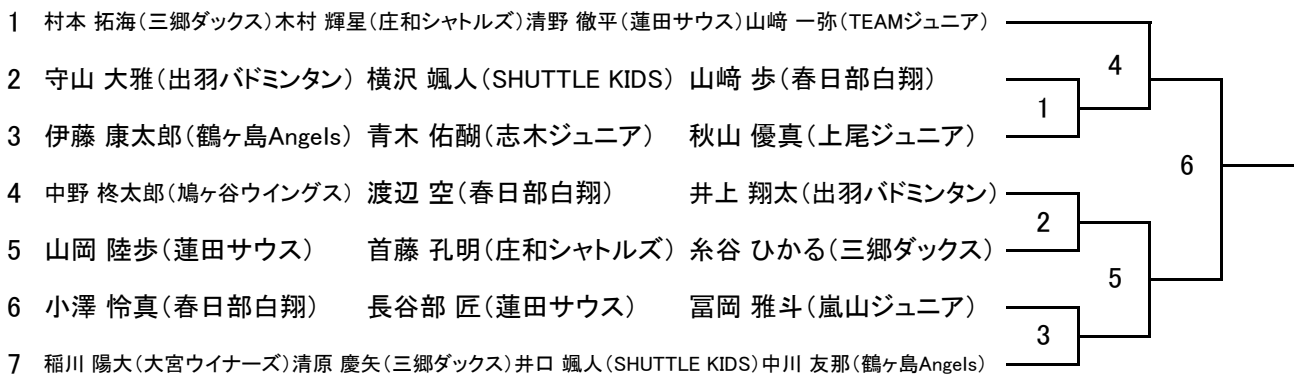 1 村本 拓海(三郷ダックス)木村 輝星(庄和シャトルズ)清野 徹平(蓮田サウス)山﨑 一弥(TEAMジュニア)
4
2 守山 大雅(出羽バドミンタン) 横沢 颯人(SHUTTLE KIDS) 山﨑 歩(春日部白翔)
1
3 伊藤 康太郎(鶴ヶ島Angels) 青木 佑醐(志木ジュニア) 秋山 優真(上尾ジュニア)
6
4 中野 柊太郎(鳩ヶ谷ウイングス) 渡辺 空(春日部白翔) 井上 翔太(出羽バドミンタン)
2
5 山岡 陸歩(蓮田サウス) 首藤 孔明(庄和シャトルズ) 糸谷 ひかる(三郷ダックス)
5
6 小澤 怜真(春日部白翔) 長谷部 匠(蓮田サウス) 冨岡 雅斗(嵐山ジュニア)
3
7 稲川 陽大(大宮ウイナーズ)清原 慶矢(三郷ダックス)井口 颯人(SHUTTLE KIDS)中川 友那(鶴ヶ島Angels)